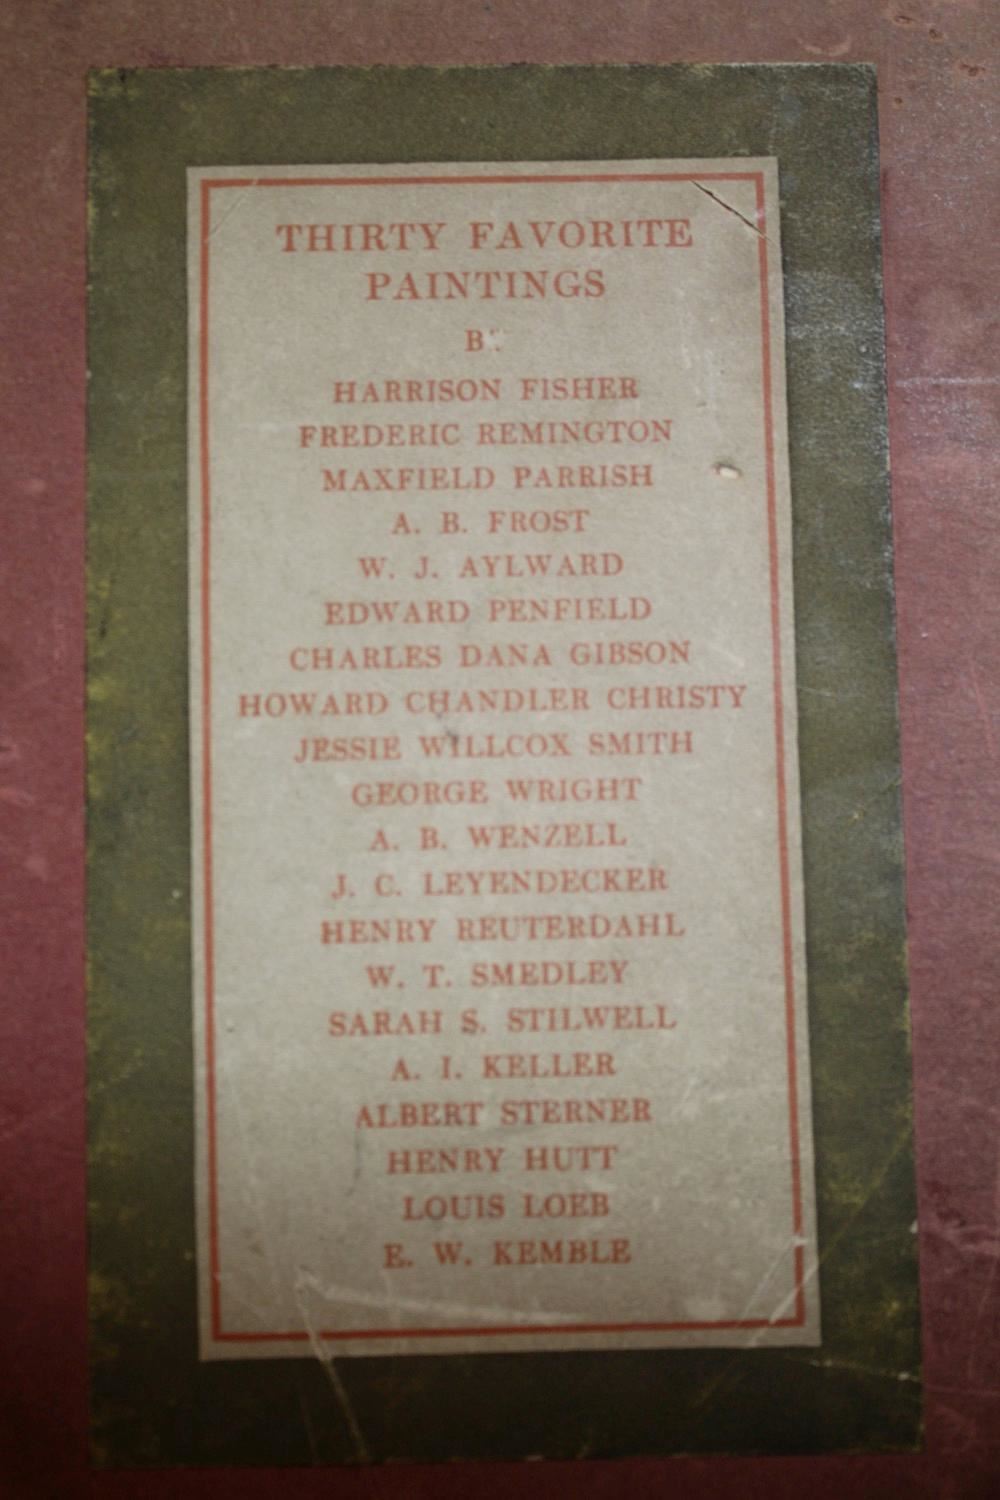 THIRTY FAVORITE
PAINTINGS
BY
HARRISON FISHER
FREDERIC REMINGTON
MAXFIELD PARRISH
A. B. FROST
W. J. AYLWARD
EDWARD PENFIELD
CHARLES DANA GIBSON
HOWARD CHANDLER CHRISTY
JESSIE WILLCOX SMITH
GEORGE WRIGHT
A. B. WENZELL
J. C. LEYENDECKER
HENRY REUTERDAHL
W. T. SMEDLEY
SARAH S. STILWELL
A. I. KELLER
ALBERT STERNER
HENRY HUTT
LOUIS LOEB
E. W. KEMBLE